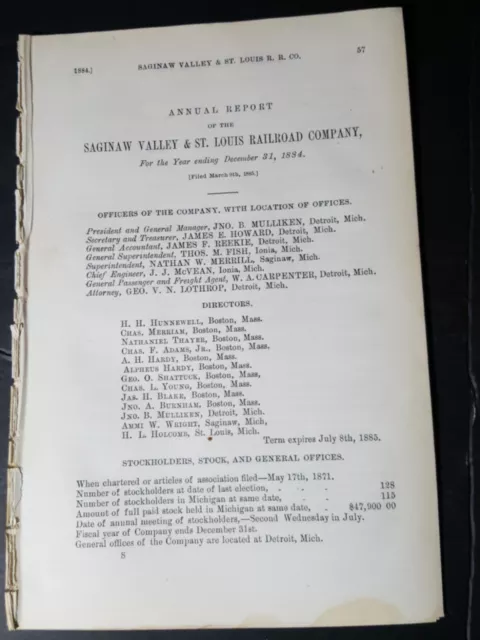 1884.] SAGINAW VALLEY & ST. LOUIS R. R. CO. 57
ANNUAL REPORT
OF THE
SAGINAW VALLEY & ST. LOUIS RAILROAD COMPANY,
For the Year ending December 31, 1884.
[Filed March 9th, 1885.]
OFFICERS OF THE COMPANY, WITH LOCATION OF OFFICES.
President and General Manager, JNO. B. MULLIKEN, Detroit, Mich.
Secretary and Treasurer, JAMES E. HOWARD, Detroit, Mich.
General Accountant, JAMES F. REEKIE, Detroit, Mich.
General Superintendent, THOS. M. FISH, Ionia, Mich.
Superintendent, NATHAN W. MERRILL, Saginaw, Mich.
Chief Engineer, J. J. McVEAN, Ionia, Mich.
General Passenger and Freight Agent, W. A. CARPENTER, Detroit, Mich.
Attorney, GEO. V. N. LOTHROP, Detroit, Mich.
DIRECTORS.
H. H. HUNNEWELL, Boston, Mass.
CHAS. MERRIAM, Boston, Mass.
NATHANIEL THAYER, Boston, Mass.
CHAS. F. ADAMS, JR., Boston, Mass.
A. H. HARDY, Boston, Mass.
ALPHEUS HARDY, Boston, Mass.
GEO. O. SHATTUCK, Boston, Mass.
CHAS. L. YOUNG, Boston, Mass.
JAS. H. BLAKE, Boston, Mass.
JNO. A. BURNHAM, Boston, Mass.
JNO. B. MULLIKEN, Detroit, Mich.
AMMI W. WRIGHT, Saginaw, Mich,
H. L. HOLCOMB, St. Louis, Mich.
Term expires July 8th, 1885.
STOCKHOLDERS, STOCK, AND GENERAL OFFICES.
When chartered or articles of association filed—May 17th, 1871.
Number of stockholders at date of last election, . . . 128
Number of stockholders in Michigan at same date, . . . 115
Amount of full paid stock held in Michigan at same date, . $47,900 00
Date of annual meeting of stockholders,—Second Wednesday in July.
Fiscal year of Company ends December 31st.
General offices of the Company are located at Detroit, Mich.
8